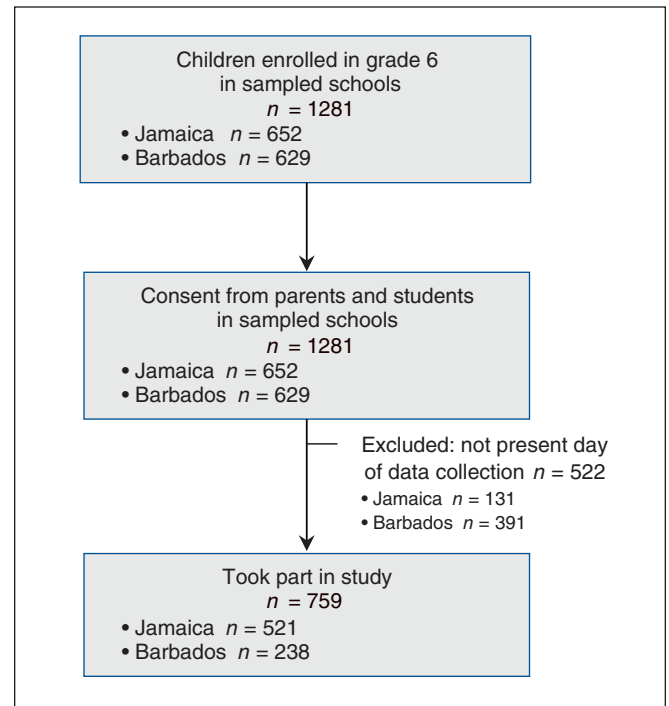 Children enrolled in grade 6
in sampled schools
n = 1281
• Jamaica n = 652
• Barbados n = 629
Consent from parents and students
in sampled schools
n = 1281
• Jamaica n = 652
• Barbados n = 629
Excluded: not present day
of data collection n = 522
• Jamaica n = 131
• Barbados n = 391
Took part in study
n = 759
• Jamaica n = 521
• Barbados n = 238